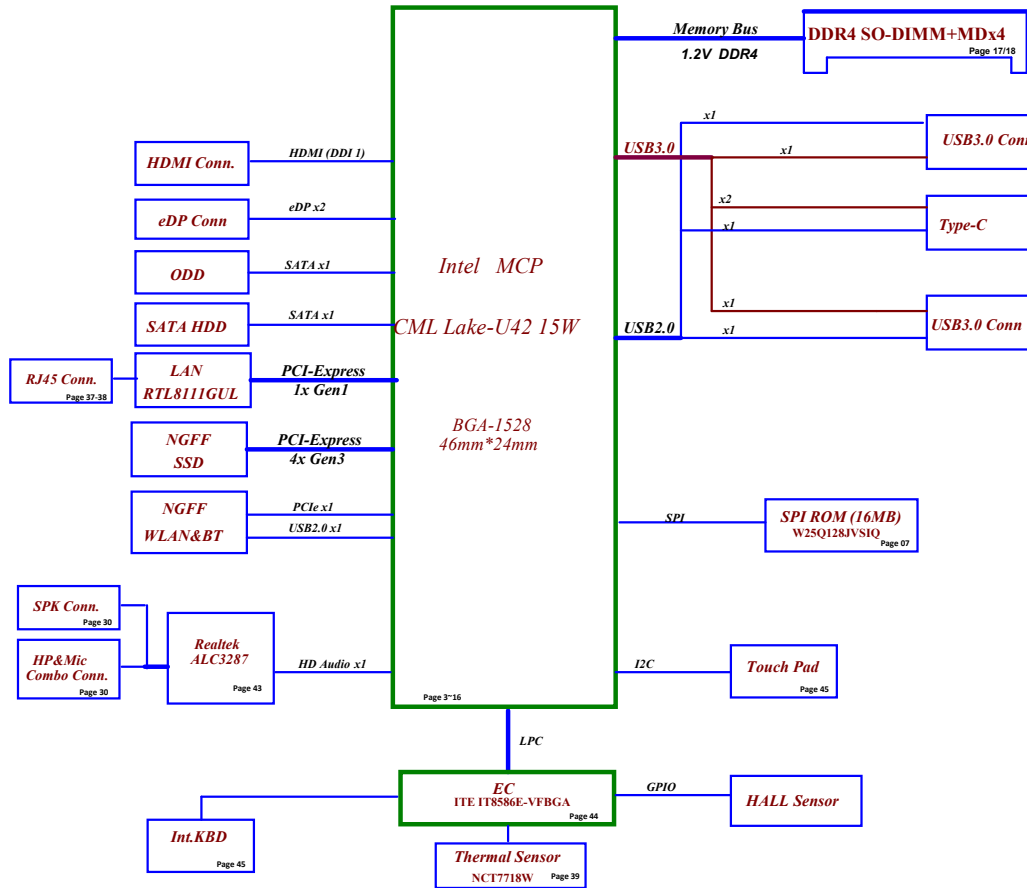 Memory Bus
1.2V DDR4
DDR4 SO-DIMM+MDx4
Page 17/18
HDMI Conn.
HDMI (DDI 1)
eDP Conn
eDP x2
ODD
SATA x1
SATA HDD
SATA x1
RJ45 Conn.
Page 37-38
LAN
RTL8111GUL
PCI-Express
1x Gen1
NGFF
SSD
PCI-Express
4x Gen3
NGFF
WLAN&BT
PCIe x1
USB2.0 x1
SPK Conn.
Page 30
HP&Mic
Combo Conn.
Page 30
Realtek
ALC3287
Page 43
HD Audio x1
Intel MCP
CML Lake-U42 15W
BGA-1528
46mm*24mm
Page 3~16
USB3.0
USB2.0
x1
x1
USB3.0 Conn
x2
x1
Type-C
x1
x1
USB3.0 Conn
SPI
SPI ROM (16MB)
W25Q128JVSIQ
Page 07
I2C
Touch Pad
Page 45
LPC
EC
ITE IT8586E-VFBGA
Page 44
GPIO
HALL Sensor
Int.KBD
Page 45
Thermal Sensor
NCT7718W
Page 39